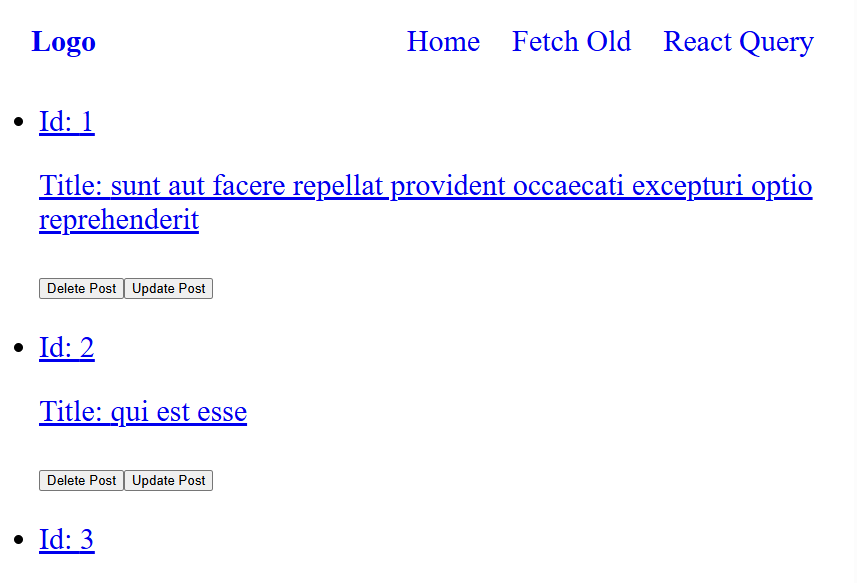 Logo Home Fetch Old React Query
Id: 1
Title: sunt aut facere repellat provident occaecati excepturi optio
reprehenderit
Delete Post Update Post
Id: 2
Title: qui est esse
Delete Post Update Post
Id: 3